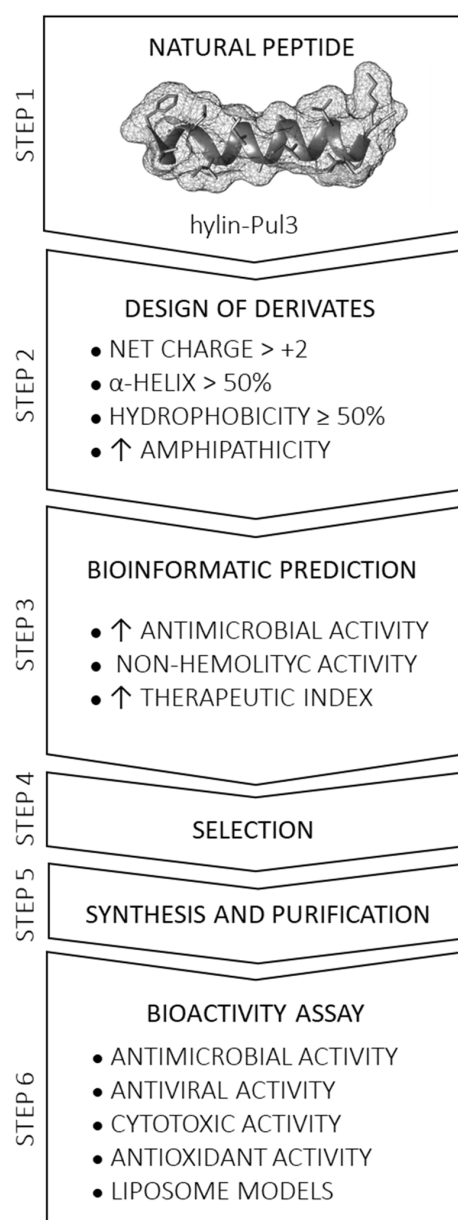 STEP 1
NATURAL PEPTIDE
hylin-Pul3
STEP 2
DESIGN OF DERIVATES
● NET CHARGE > +2
● α-HELIX > 50%
● HYDROPHOBICITY ≥ 50%
● ↑ AMPHIPATHICITY
STEP 3
BIOINFORMATIC PREDICTION
● ↑ ANTIMICROBIAL ACTIVITY
● NON-HEMOLITYC ACTIVITY
● ↑ THERAPEUTIC INDEX
STEP 4
SELECTION
STEP 5
SYNTHESIS AND PURIFICATION
STEP 6
BIOACTIVITY ASSAY
● ANTIMICROBIAL ACTIVITY
● ANTIVIRAL ACTIVITY
● CYTOTOXIC ACTIVITY
● ANTIOXIDANT ACTIVITY
● LIPOSOME MODELS